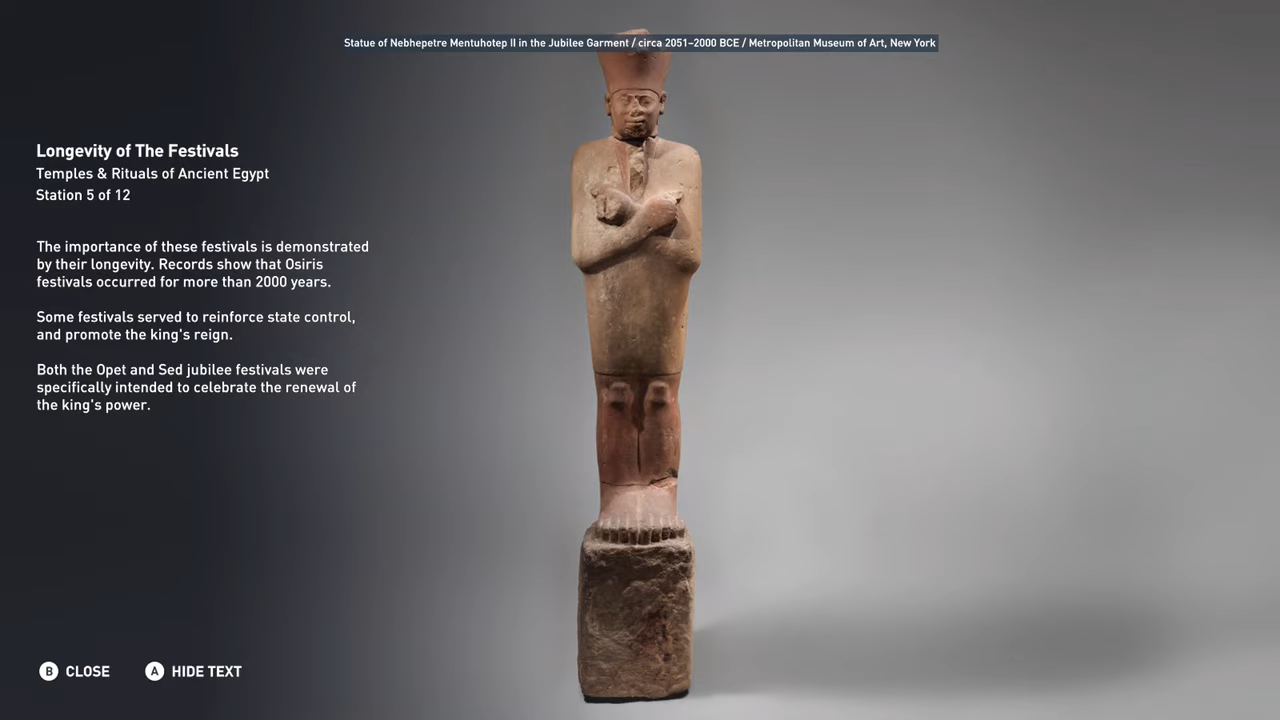 Statue of Nebhepetre Mentuhotep II in the Jubilee Garment / circa 2051–2000 BCE / Metropolitan Museum of Art, New York
Longevity of The Festivals
Temples & Rituals of Ancient Egypt
Station 5 of 12
The importance of these festivals is demonstrated
by their longevity. Records show that Osiris
festivals occurred for more than 2000 years.
Some festivals served to reinforce state control,
and promote the king's reign.
Both the Opet and Sed jubilee festivals were
specifically intended to celebrate the renewal of
the king's power.
B CLOSE A HIDE TEXT